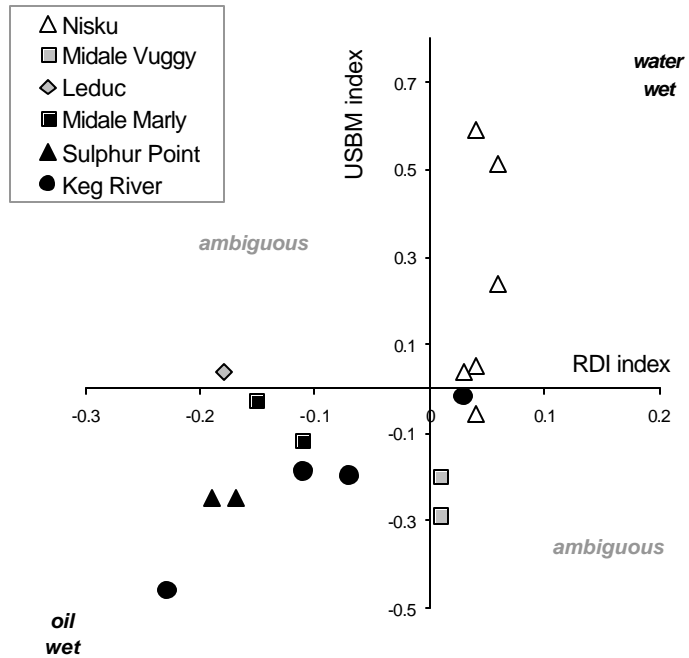 Nisku
Midale Vuggy
Leduc
Midale Marly
Sulphur Point
Keg River
USBM index
water
wet
0.7
0.5
ambiguous
0.3
0.1
RDI index
-0.3
-0.2
-0.1
0
0.1
0.2
-0.1
-0.3
ambiguous
-0.5
oil
wet